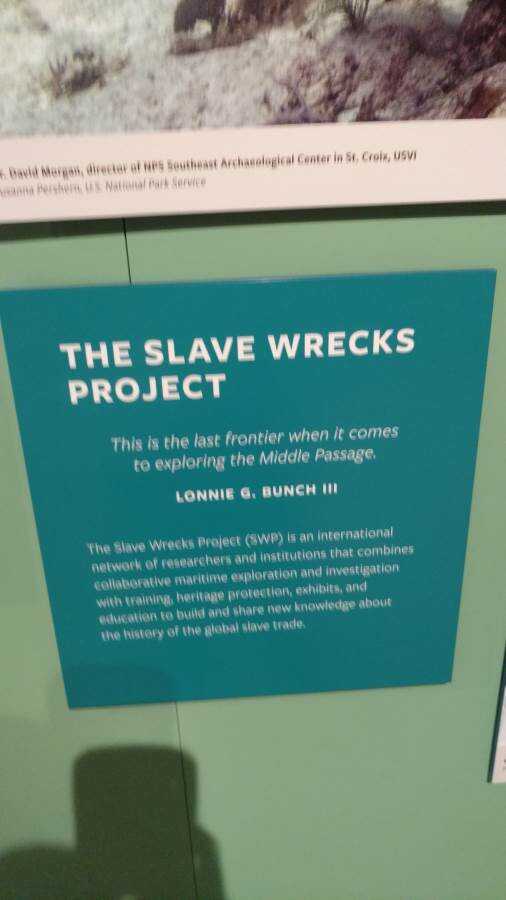 David Morgan, director of NPS Southeast Archaeological Center in St. Croix, USVI
Pershern, U.S. National Park Service
THE SLAVE WRECKS
PROJECT
This is the last frontier when it comes
to exploring the Middle Passage.
LONNIE G. BUNCH III
The Slave Wrecks Project (SWP) is an international
network of researchers and institutions that combines
collaborative maritime exploration and investigation
with training, heritage protection, exhibits, and
education to build and share new knowledge about
the history of the global slave trade.